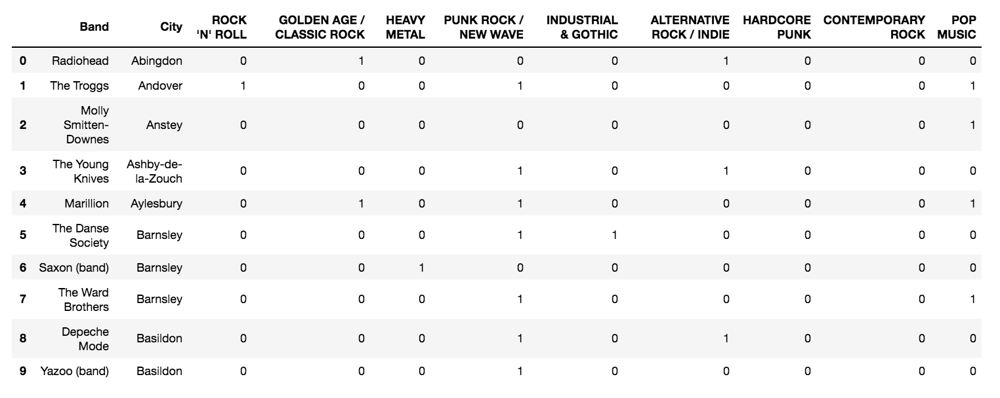 Band City ROCK 'N' ROLL GOLDEN AGE / CLASSIC ROCK HEAVY METAL PUNK ROCK / NEW WAVE INDUSTRIAL & GOTHIC ALTERNATIVE ROCK / INDIE HARDCORE PUNK CONTEMPORARY ROCK POP MUSIC
0 Radiohead Abingdon 0 1 0 0 0 1 0 0 0
1 The Troggs Andover 1 0 0 1 0 0 0 0 1
2 Molly Smitten-Downes Anstey 0 0 0 0 0 0 0 0 1
3 The Young Knives Ashby-de-la-Zouch 0 0 0 1 0 1 0 0 0
4 Marillion Aylesbury 0 1 0 1 0 0 0 0 1
5 The Danse Society Barnsley 0 0 0 1 1 0 0 0 0
6 Saxon (band) Barnsley 0 0 1 0 0 0 0 0 0
7 The Ward Brothers Barnsley 0 0 0 1 0 0 0 0 1
8 Depeche Mode Basildon 0 0 0 1 0 1 0 0 0
9 Yazoo (band) Basildon 0 0 0 1 0 0 0 0 0